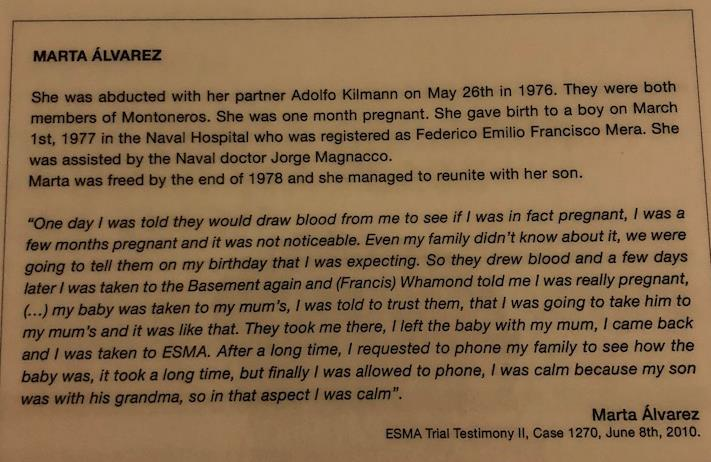 MARTA ÁLVAREZ
She was abducted with her partner Adolfo Kilmann on May 26th in 1976. They were both
members of Montoneros. She was one month pregnant. She gave birth to a boy on March
1st, 1977 in the Naval Hospital who was registered as Federico Emilio Francisco Mera. She
was assisted by the Naval doctor Jorge Magnacco.
Marta was freed by the end of 1978 and she managed to reunite with her son.
“One day I was told they would draw blood from me to see if I was in fact pregnant, I was a
few months pregnant and it was not noticeable. Even my family didn’t know about it, we were
going to tell them on my birthday that I was expecting. So they drew blood and a few days
later I was taken to the Basement again and (Francis) Whamond told me I was really pregnant,
(...) my baby was taken to my mum’s, I was told to trust them, that I was going to take him to
my mum’s and it was like that. They took me there, I left the baby with my mum, I came back
and I was taken to ESMA. After a long time, I requested to phone my family to see how the
baby was, it took a long time, but finally I was allowed to phone, I was calm because my son
was with his grandma, so in that aspect I was calm”.
Marta Álvarez
ESMA Trial Testimony II, Case 1270, June 8th, 2010.